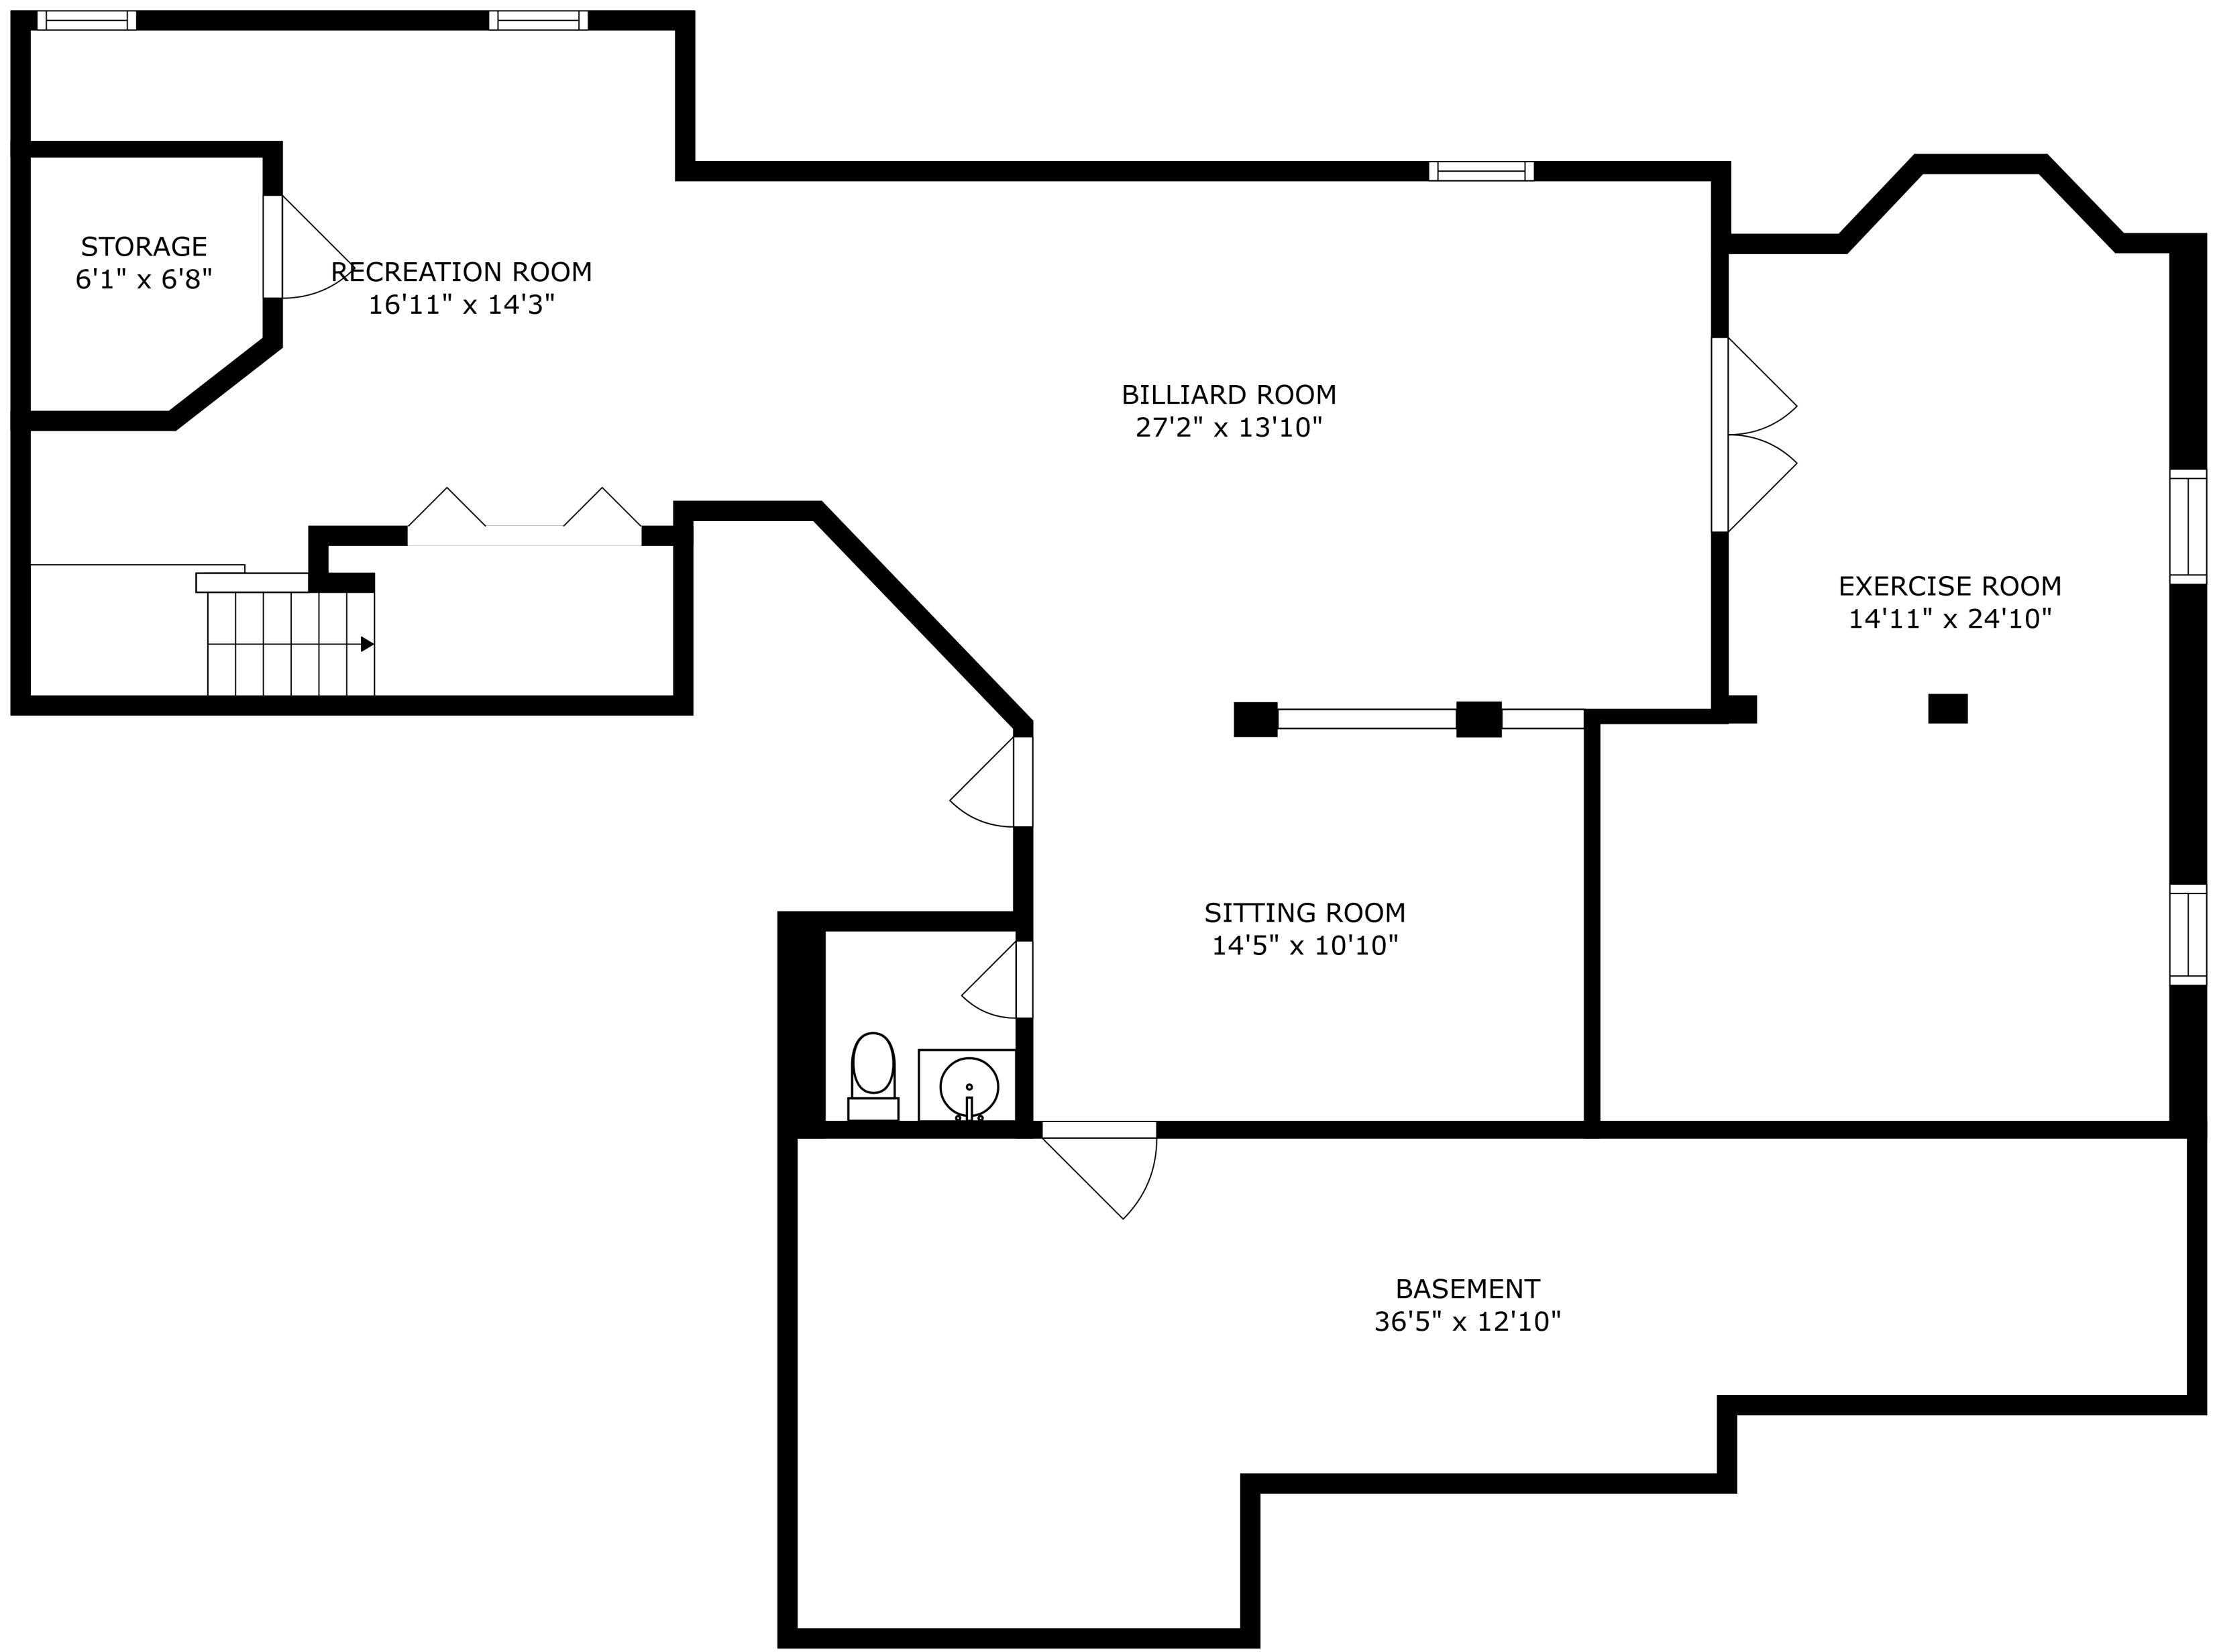 STORAGE
6'1" x 6'8"
RECREATION ROOM
16'11" x 14'3"
BILLIARD ROOM
27'2" x 13'10"
EXERCISE ROOM
14'11" x 24'10"
SITTING ROOM
14'5" x 10'10"
BASEMENT
36'5" x 12'10"